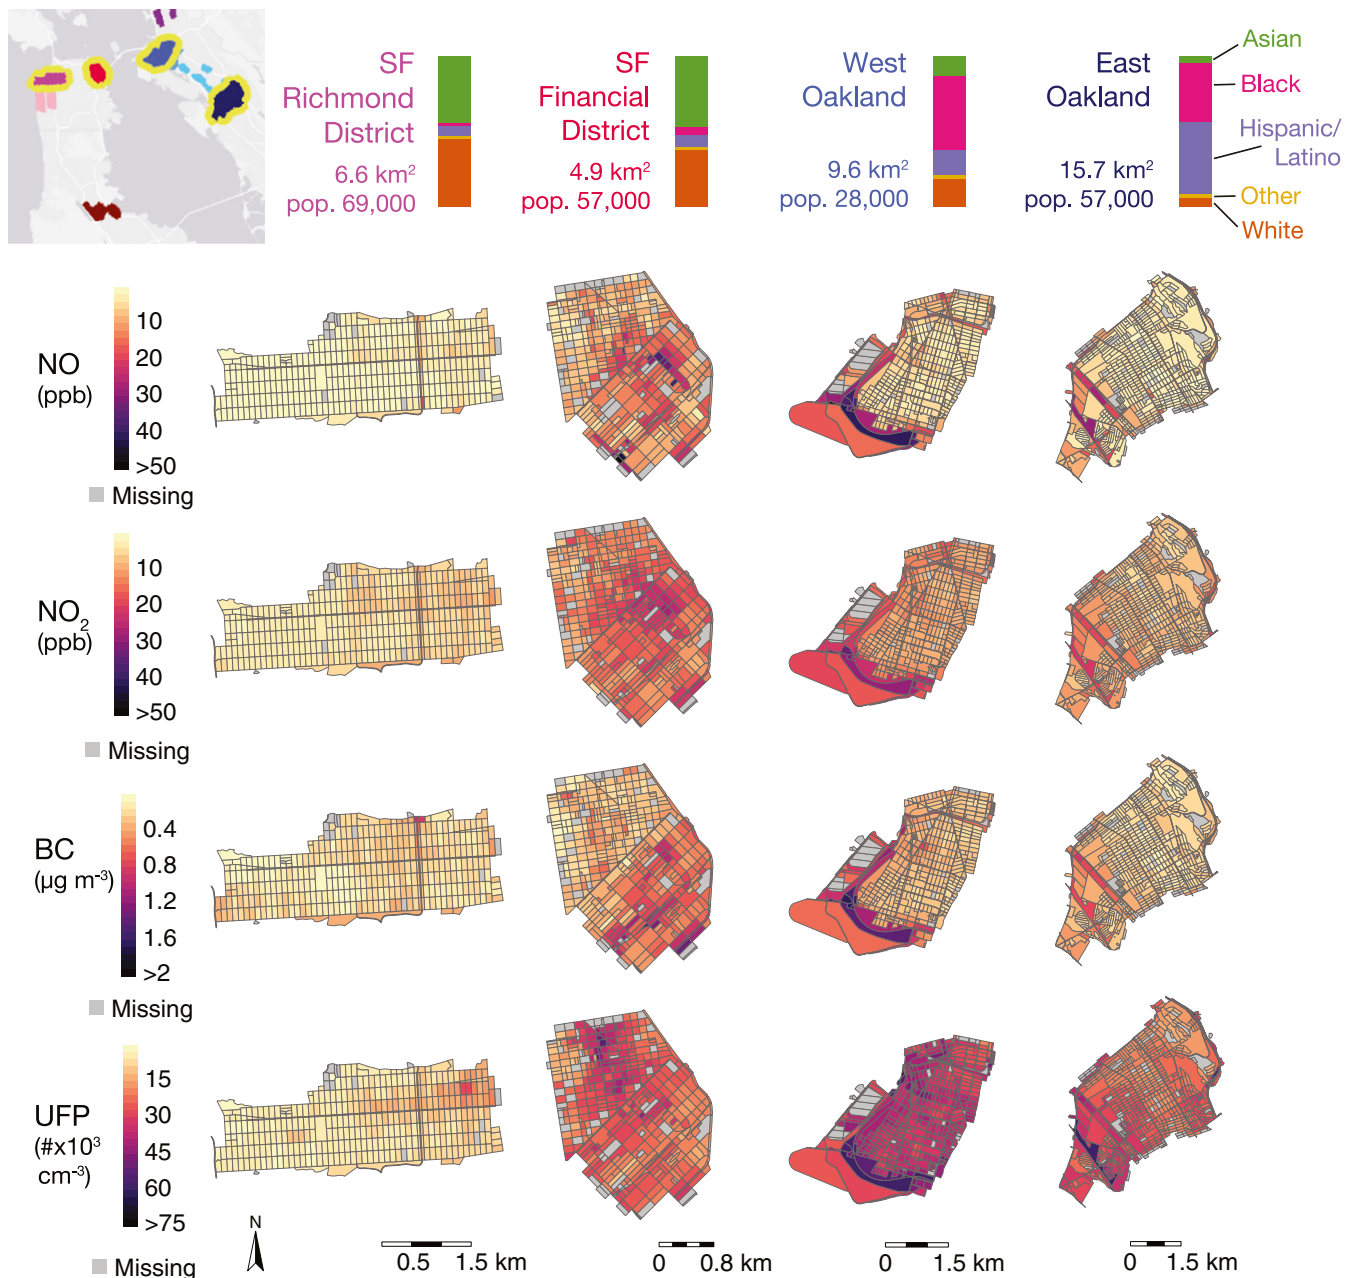 SF
Richmond
District
6.6 km²
pop. 69,000
SF
Financial
District
4.9 km²
pop. 57,000
West
Oakland
9.6 km²
pop. 28,000
East
Oakland
15.7 km²
pop. 57,000
Asian
Black
Hispanic/
Latino
Other
White
NO
(ppb)
10
20
30
40
>50
Missing
NO₂
(ppb)
10
20
30
40
>50
Missing
BC
(µg m⁻³)
0.4
0.8
1.2
1.6
>2
Missing
UFP
(#x10³
cm⁻³)
15
30
45
60
>75
Missing
N
0.5 1.5 km
0 0.8 km
0 1.5 km
0 1.5 km